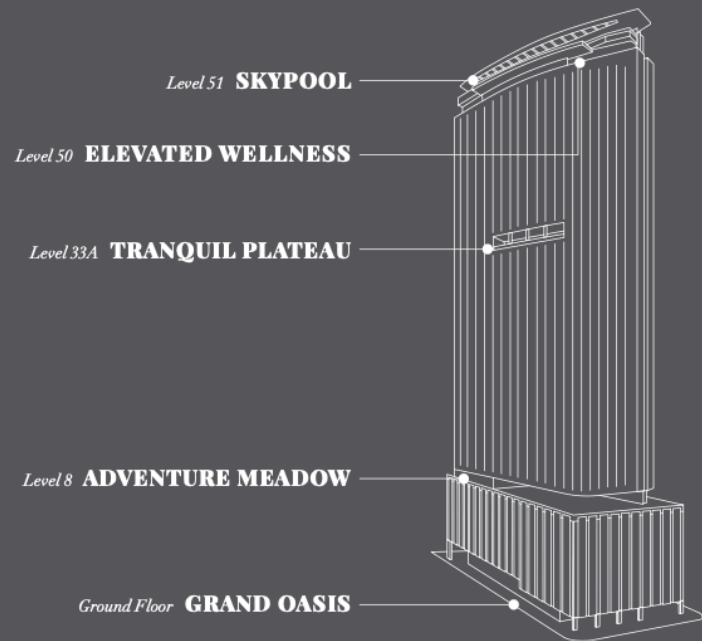 Level 51 SKYPOOL
Level 50 ELEVATED WELLNESS
Level 33A TRANQUIL PLATEAU
Level 8 ADVENTURE MEADOW
Ground Floor GRAND OASIS